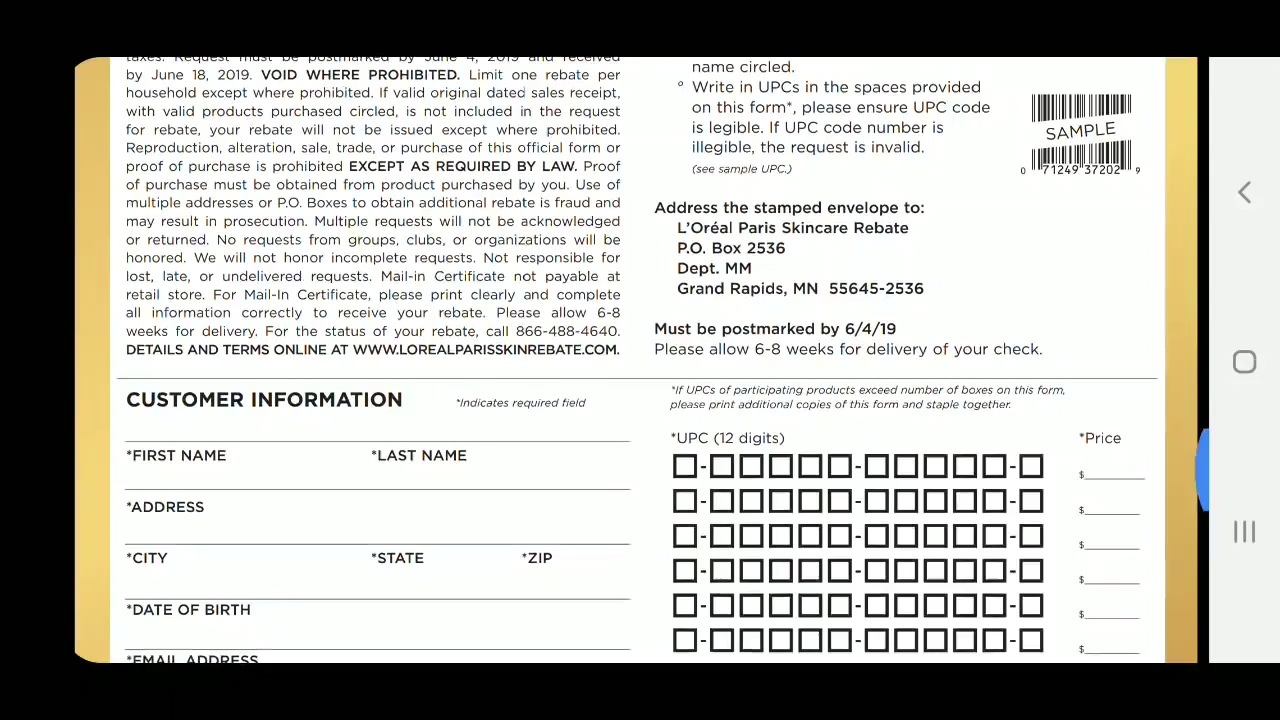 taxes. Request must be postmarked by June 4, 2019 and received
by June 18, 2019. VOID WHERE PROHIBITED. Limit one rebate per
household except where prohibited. If valid original dated sales receipt,
with valid products purchased circled, is not included in the request
for rebate, your rebate will not be issued except where prohibited.
Reproduction, alteration, sale, trade, or purchase of this official form or
proof of purchase is prohibited EXCEPT AS REQUIRED BY LAW. Proof
of purchase must be obtained from product purchased by you. Use of
multiple addresses or P.O. Boxes to obtain additional rebate is fraud and
may result in prosecution. Multiple requests will not be acknowledged
or returned. No requests from groups, clubs, or organizations will be
honored. We will not honor incomplete requests. Not responsible for
lost, late, or undelivered requests. Mail-in Certificate not payable at
retail store. For Mail-In Certificate, please print clearly and complete
all information correctly to receive your rebate. Please allow 6-8
weeks for delivery. For the status of your rebate, call 866-488-4640.
DETAILS AND TERMS ONLINE AT WWW.LOREALPARISSKINREBATE.COM.
name circled.
° Write in UPCs in the spaces provided
on this form*, please ensure UPC code
is legible. If UPC code number is
illegible, the request is invalid.
(see sample UPC.)
SAMPLE
0 71249 37202 9
Address the stamped envelope to:
L'Oréal Paris Skincare Rebate
P.O. Box 2536
Dept. MM
Grand Rapids, MN 55645-2536
Must be postmarked by 6/4/19
Please allow 6-8 weeks for delivery of your check.
CUSTOMER INFORMATION *Indicates required field
*FIRST NAME *LAST NAME
*ADDRESS
*CITY *STATE *ZIP
*DATE OF BIRTH
*EMAIL ADDRESS
*If UPCs of participating products exceed number of boxes on this form,
please print additional copies of this form and staple together.
*UPC (12 digits) *Price
$
$
$
$
$
$